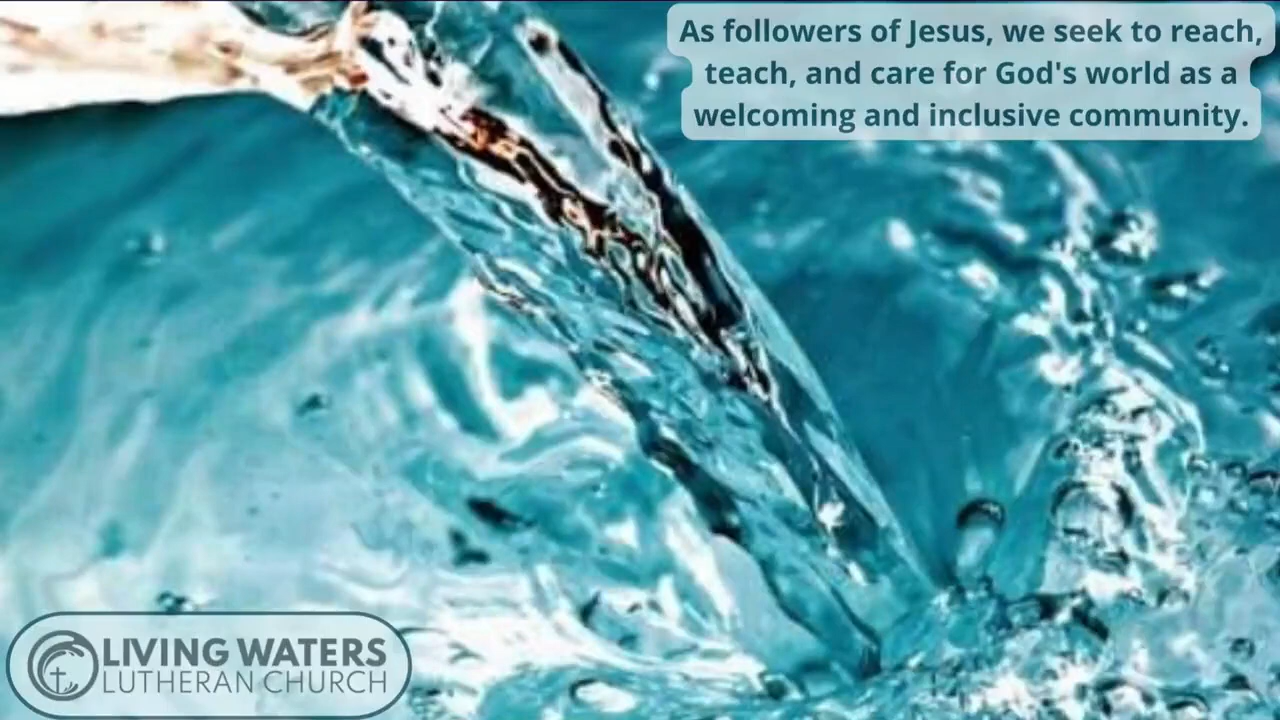 As followers of Jesus, we seek to reach,
teach, and care for God's world as a
welcoming and inclusive community.
LIVING WATERS
LUTHERAN CHURCH